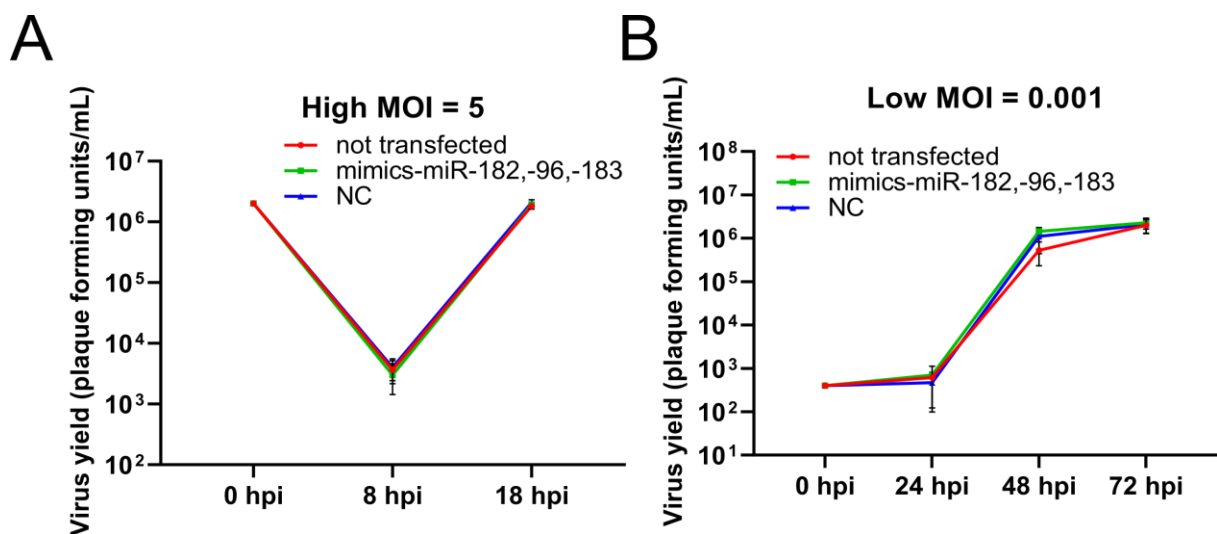 A
High MOI = 5
not transfected
mimics-miR-182,-96,-183
NC
Virus yield (plaque forming units/mL)
10⁷
10⁶
10⁵
10⁴
10³
10²
0 hpi 8 hpi 18 hpi
B
Low MOI = 0.001
not transfected
mimics-miR-182,-96,-183
NC
Virus yield (plaque forming units/mL)
10⁸
10⁷
10⁶
10⁵
10⁴
10³
10²
10¹
0 hpi 24 hpi 48 hpi 72 hpi